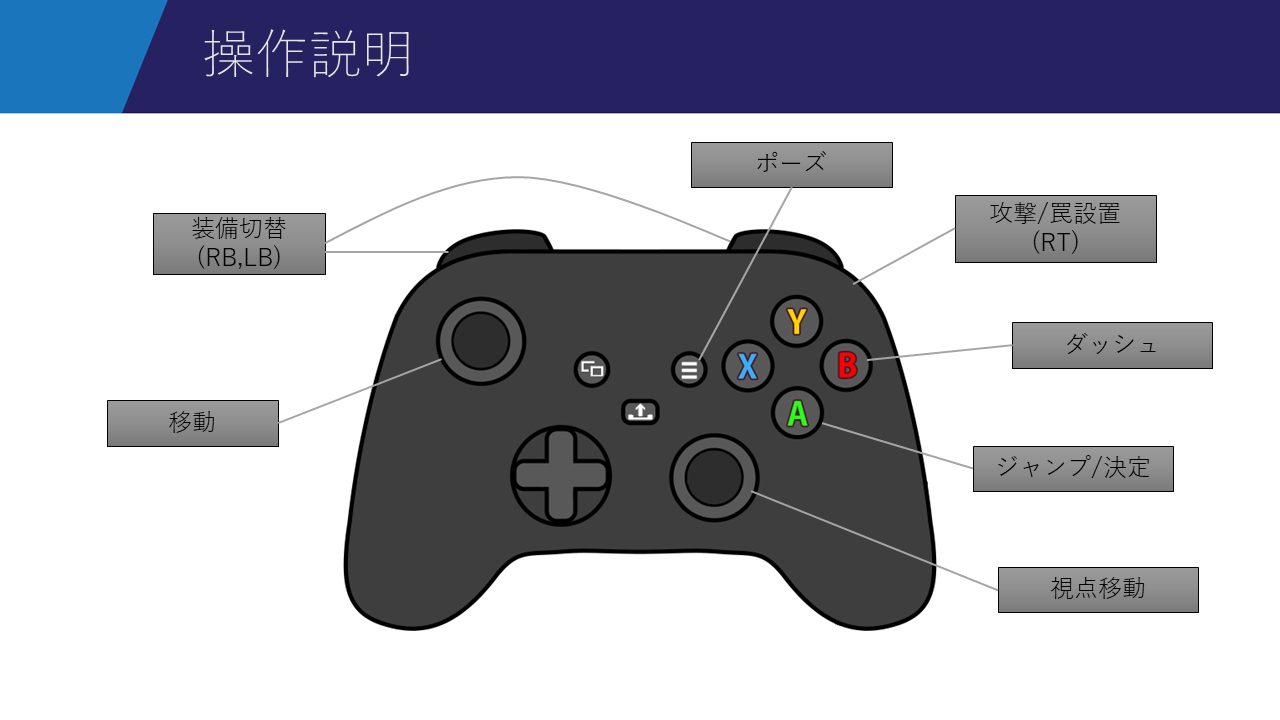 操作説明
ポーズ
装備切替
(RB,LB)
攻撃/罠設置
(RT)
Y
X
B
A
ダッシュ
移動
ジャンプ/決定
視点移動